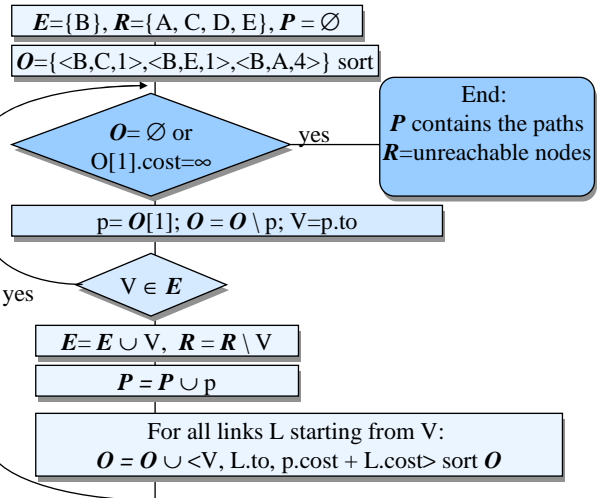 E={B}, R={A, C, D, E}, P = ∅
O={<B,C,1>,<B,E,1>,<B,A,4>} sort
O= ∅ or
O[1].cost=∞
yes
End:
P contains the paths
R=unreachable nodes
p= O[1]; O = O \ p; V=p.to
V ∈ E
yes
E= E ∪ V, R = R \ V
P = P ∪ p
For all links L starting from V:
O = O ∪ <V, L.to, p.cost + L.cost> sort O